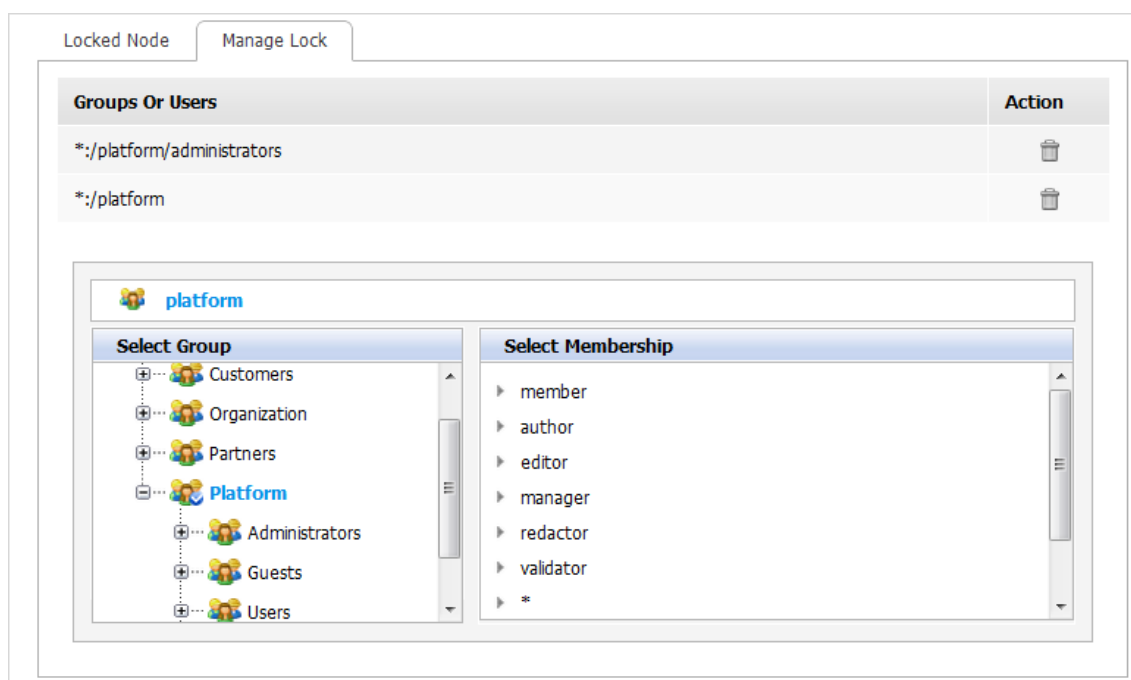 Locked Node
Manage Lock
Groups Or Users
Action
*:/platform/administrators
*:/platform
platform
Select Group
Select Membership
Customers
Organization
Partners
Platform
Administrators
Guests
Users
member
author
editor
manager
redactor
validator
*